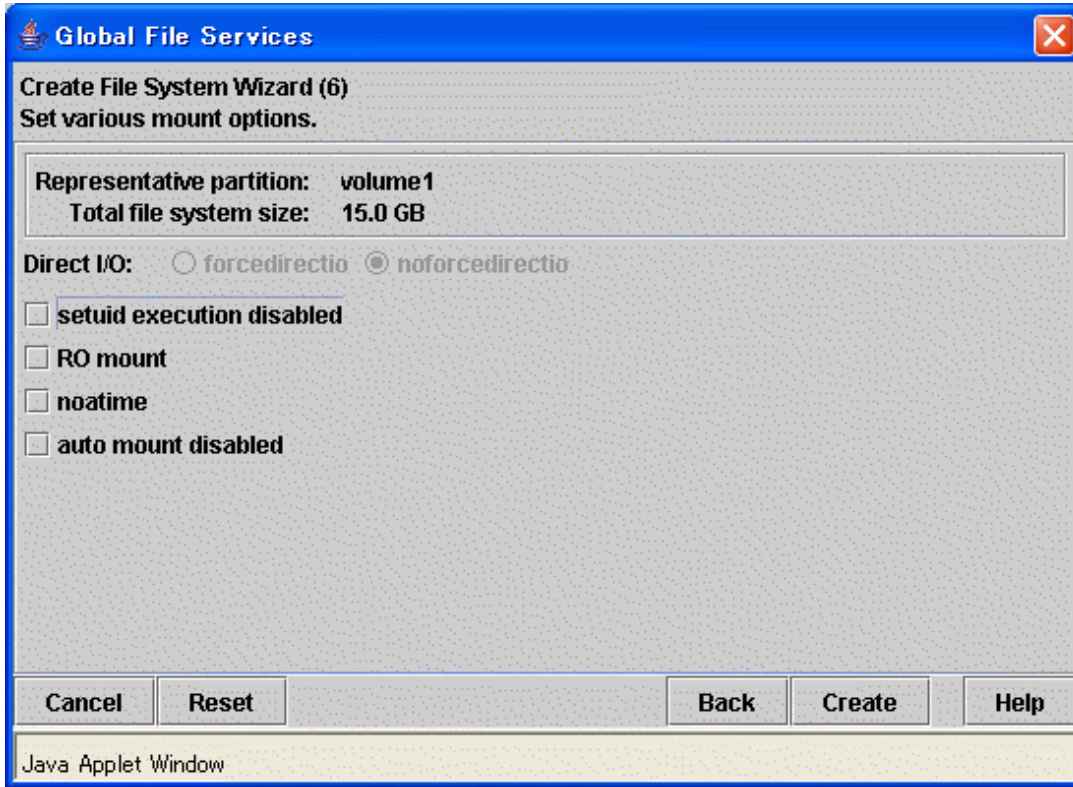 Global File Services
Create File System Wizard (6)
Set various mount options.
Representative partition: volume1
Total file system size: 15.0 GB
Direct I/O: forcedirectio noforcedirectio
setuid execution disabled
RO mount
noatime
auto mount disabled
Cancel Reset Back Create Help
Java Applet Window